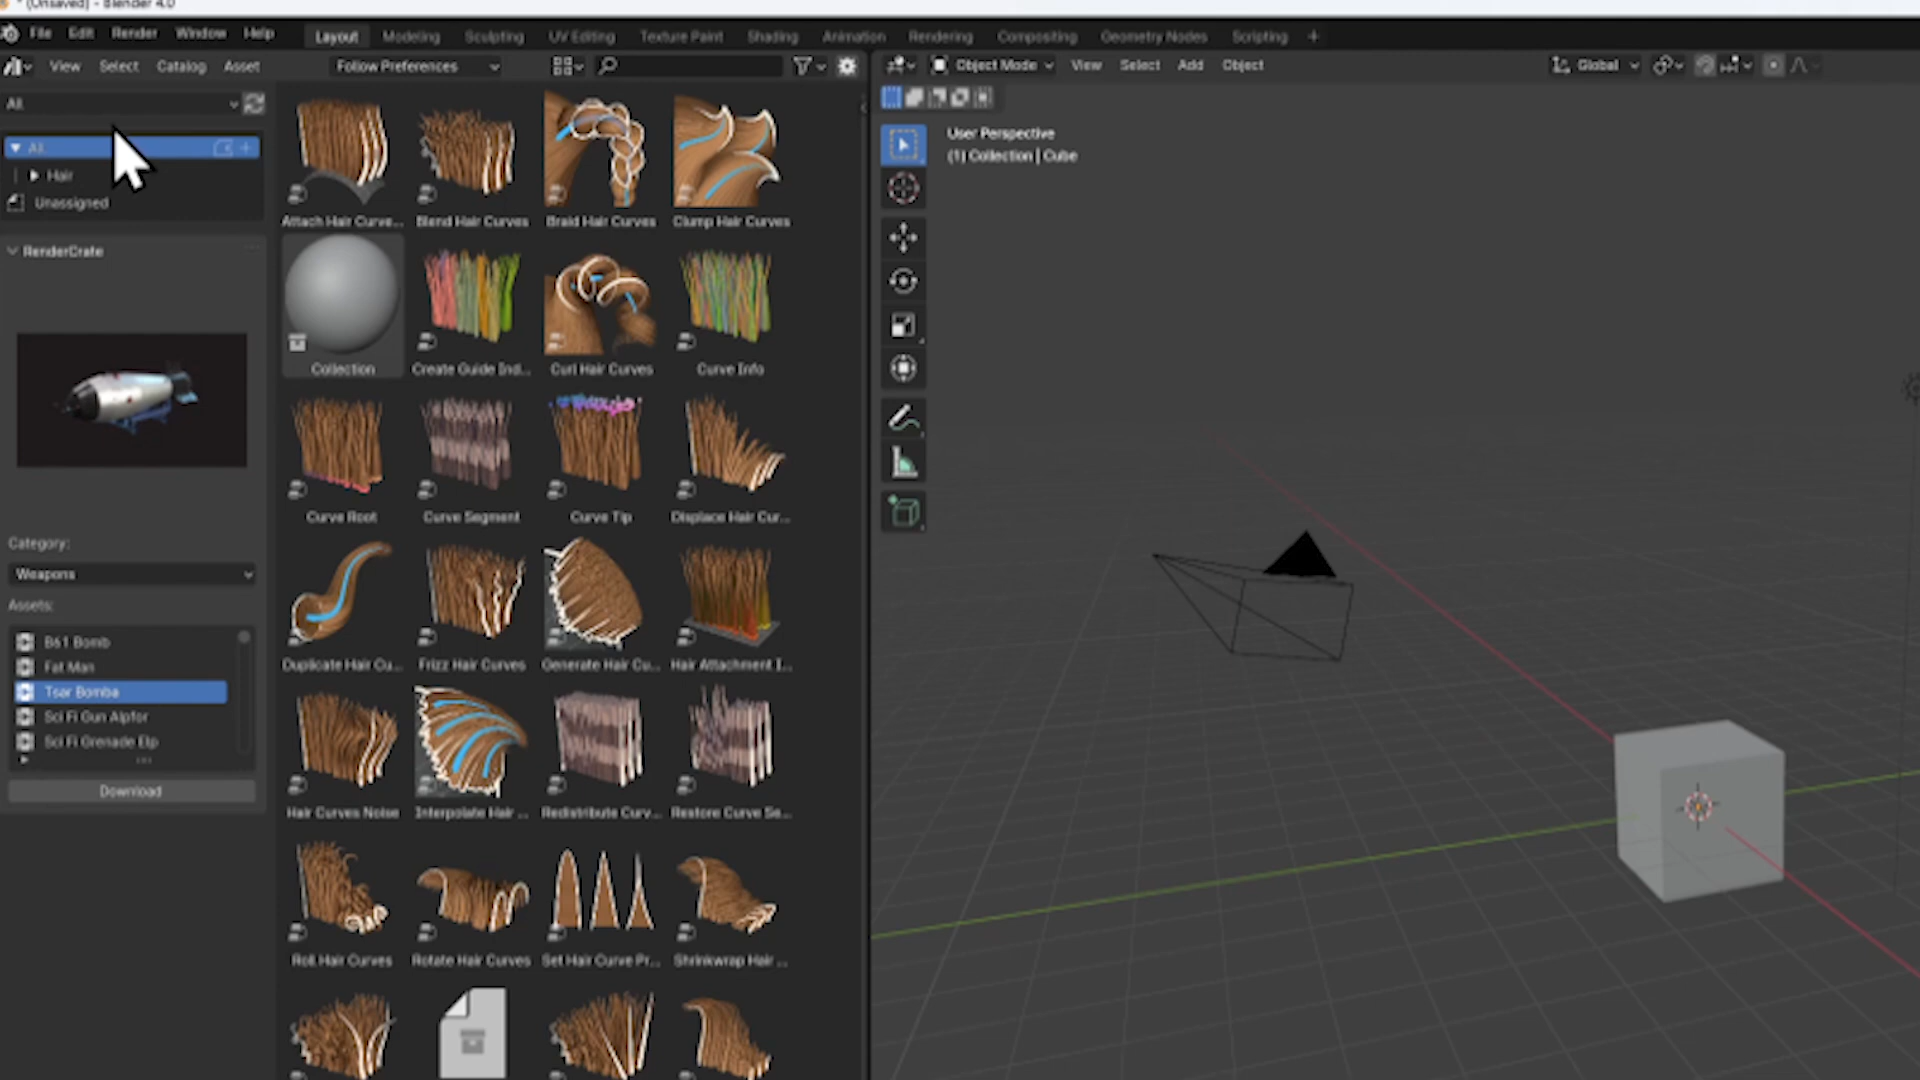 * (Unsaved) - Blender 4.0
File Edit Render Window Help Layout Modeling Sculpting UV Editing Texture Paint Shading Animation Rendering Compositing Geometry Nodes Scripting +
View Select Catalog Asset Follow Preferences Object Mode View Select Add Object Global
All
All
Hair
Unassigned
RenderCrate
Category:
Weapons
Assets:
B61 Bomb
Fat Man
Tsar Bomba
Sci Fi Gun Alpfor
Sci Fi Grenade Elp
Download
Attach Hair Curve... Blend Hair Curves Braid Hair Curves Clump Hair Curves
Collection Create Guide Ind... Curl Hair Curves Curve Info
Curve Root Curve Segment Curve Tip Displace Hair Cur...
Duplicate Hair Cu... Frizz Hair Curves Generate Hair Cu... Hair Attachment I...
Hair Curves Noise Interpolate Hair ... Redistribute Curv... Restore Curve Se...
Roll Hair Curves Rotate Hair Curves Set Hair Curve Pr... Shrinkwrap Hair ...
User Perspective
(1) Collection | Cube